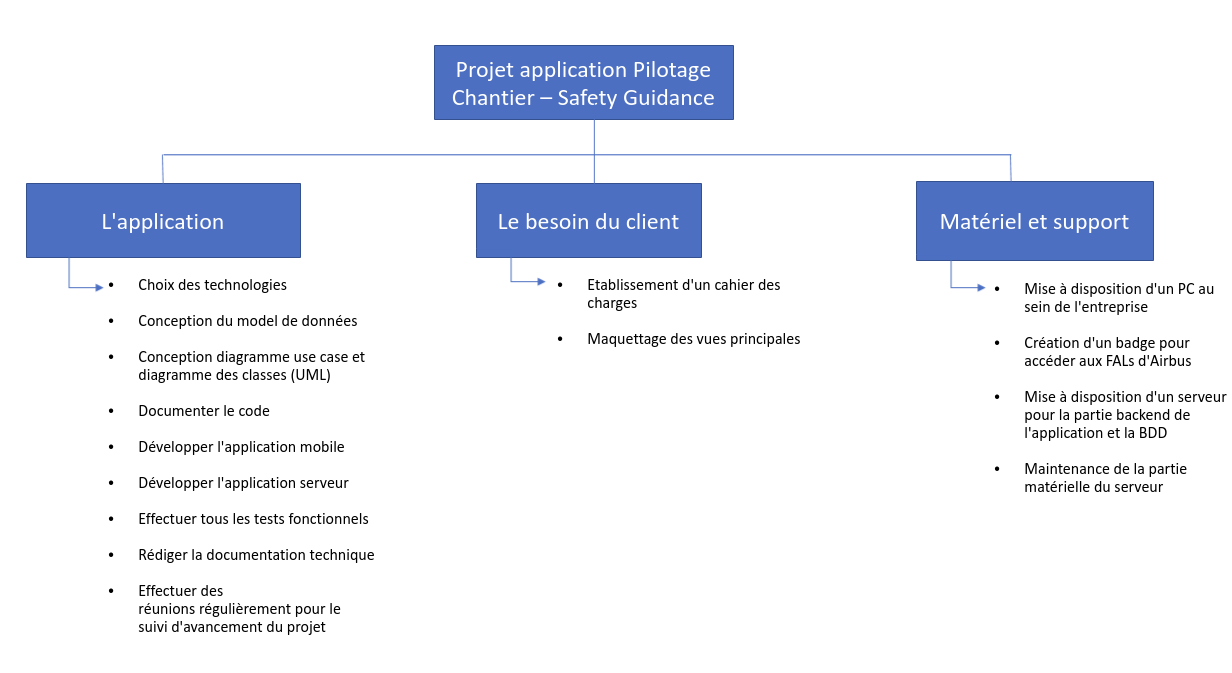 Projet application Pilotage
Chantier – Safety Guidance
L'application
• Choix des technologies
• Conception du model de données
• Conception diagramme use case et
diagramme des classes (UML)
• Documenter le code
• Développer l'application mobile
• Développer l'application serveur
• Effectuer tous les tests fonctionnels
• Rédiger la documentation technique
• Effectuer des
réunions régulièrement pour le
suivi d'avancement du projet
Le besoin du client
• Etablissement d'un cahier des
charges
• Maquettage des vues principales
Matériel et support
• Mise à disposition d'un PC au
sein de l'entreprise
• Création d'un badge pour
accéder aux FALs d'Airbus
• Mise à disposition d'un serveur
pour la partie backend de
l'application et la BDD
• Maintenance de la partie
matérielle du serveur